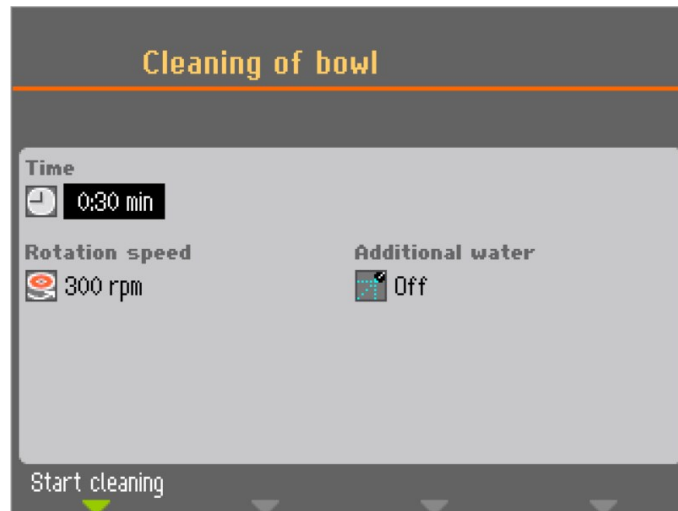 Cleaning of bowl
Time
0:30 min
Rotation speed
300 rpm
Additional water
Off
Start cleaning